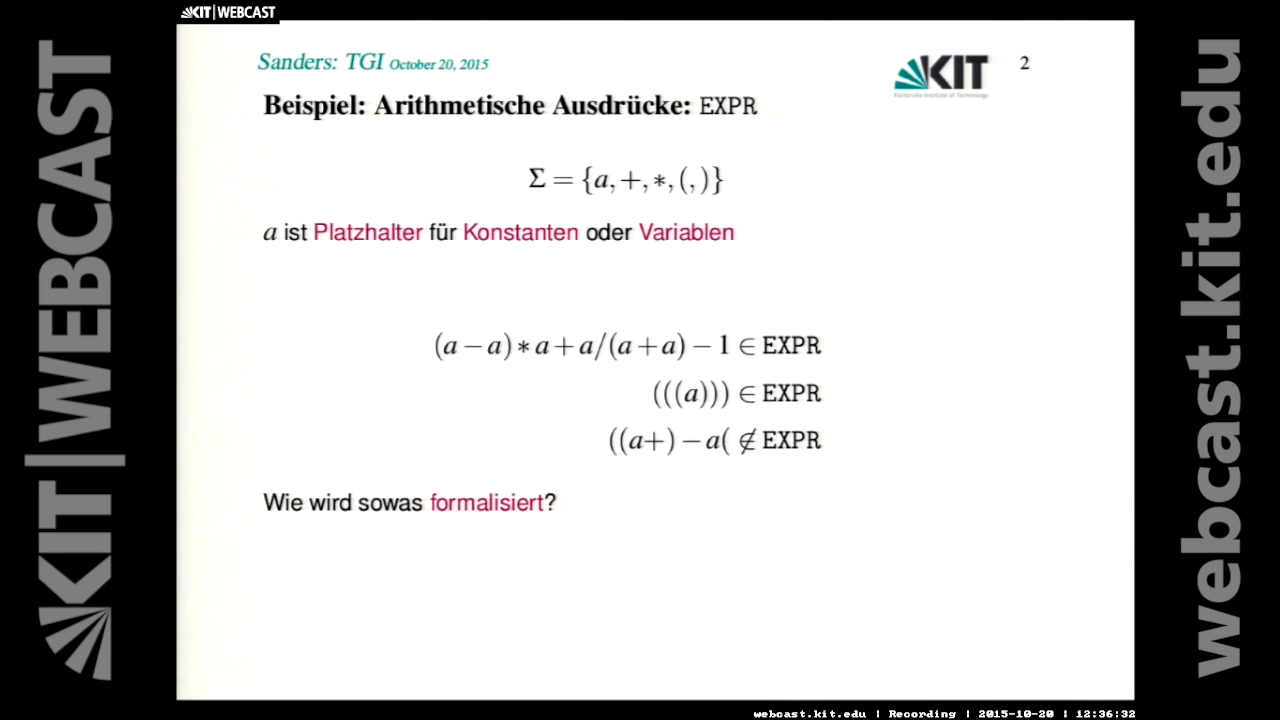 KIT|WEBCAST
Sanders: TGI October 20, 2015
KIT
2
Beispiel: Arithmetische Ausdrücke: EXPR
Σ = {a,+,∗,(,)}
a ist Platzhalter für Konstanten oder Variablen
(a−a)∗a+a/(a+a)−1 ∈ EXPR
(((a))) ∈ EXPR
((a+)−a( ∉ EXPR
Wie wird sowas formalisiert?
KIT|WEBCAST
webcast.kit.edu
webcast.kit.edu | Recording | 2015-10-20 | 12:36:32